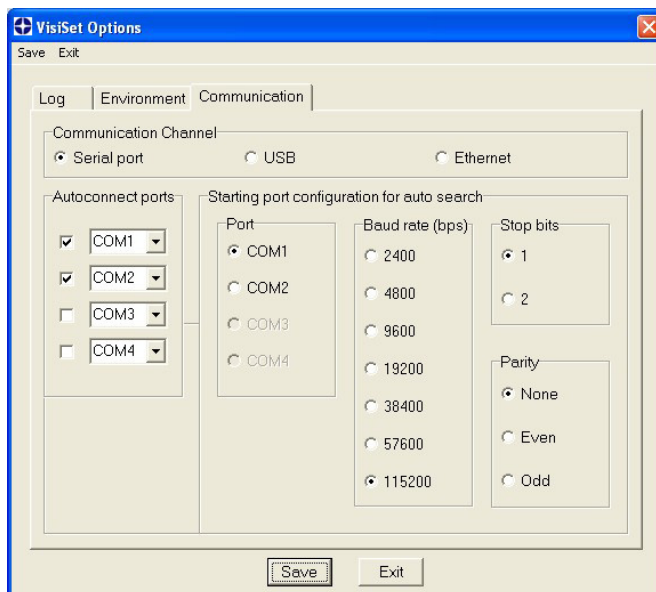 VisiSet Options
Save Exit
Log Environment Communication
Communication Channel
Serial port USB Ethernet
Autoconnect ports
COM1
COM2
COM3
COM4
Starting port configuration for auto search
Port
COM1
COM2
COM3
COM4
Baud rate (bps)
2400
4800
9600
19200
38400
57600
115200
Stop bits
1
2
Parity
None
Even
Odd
Save Exit